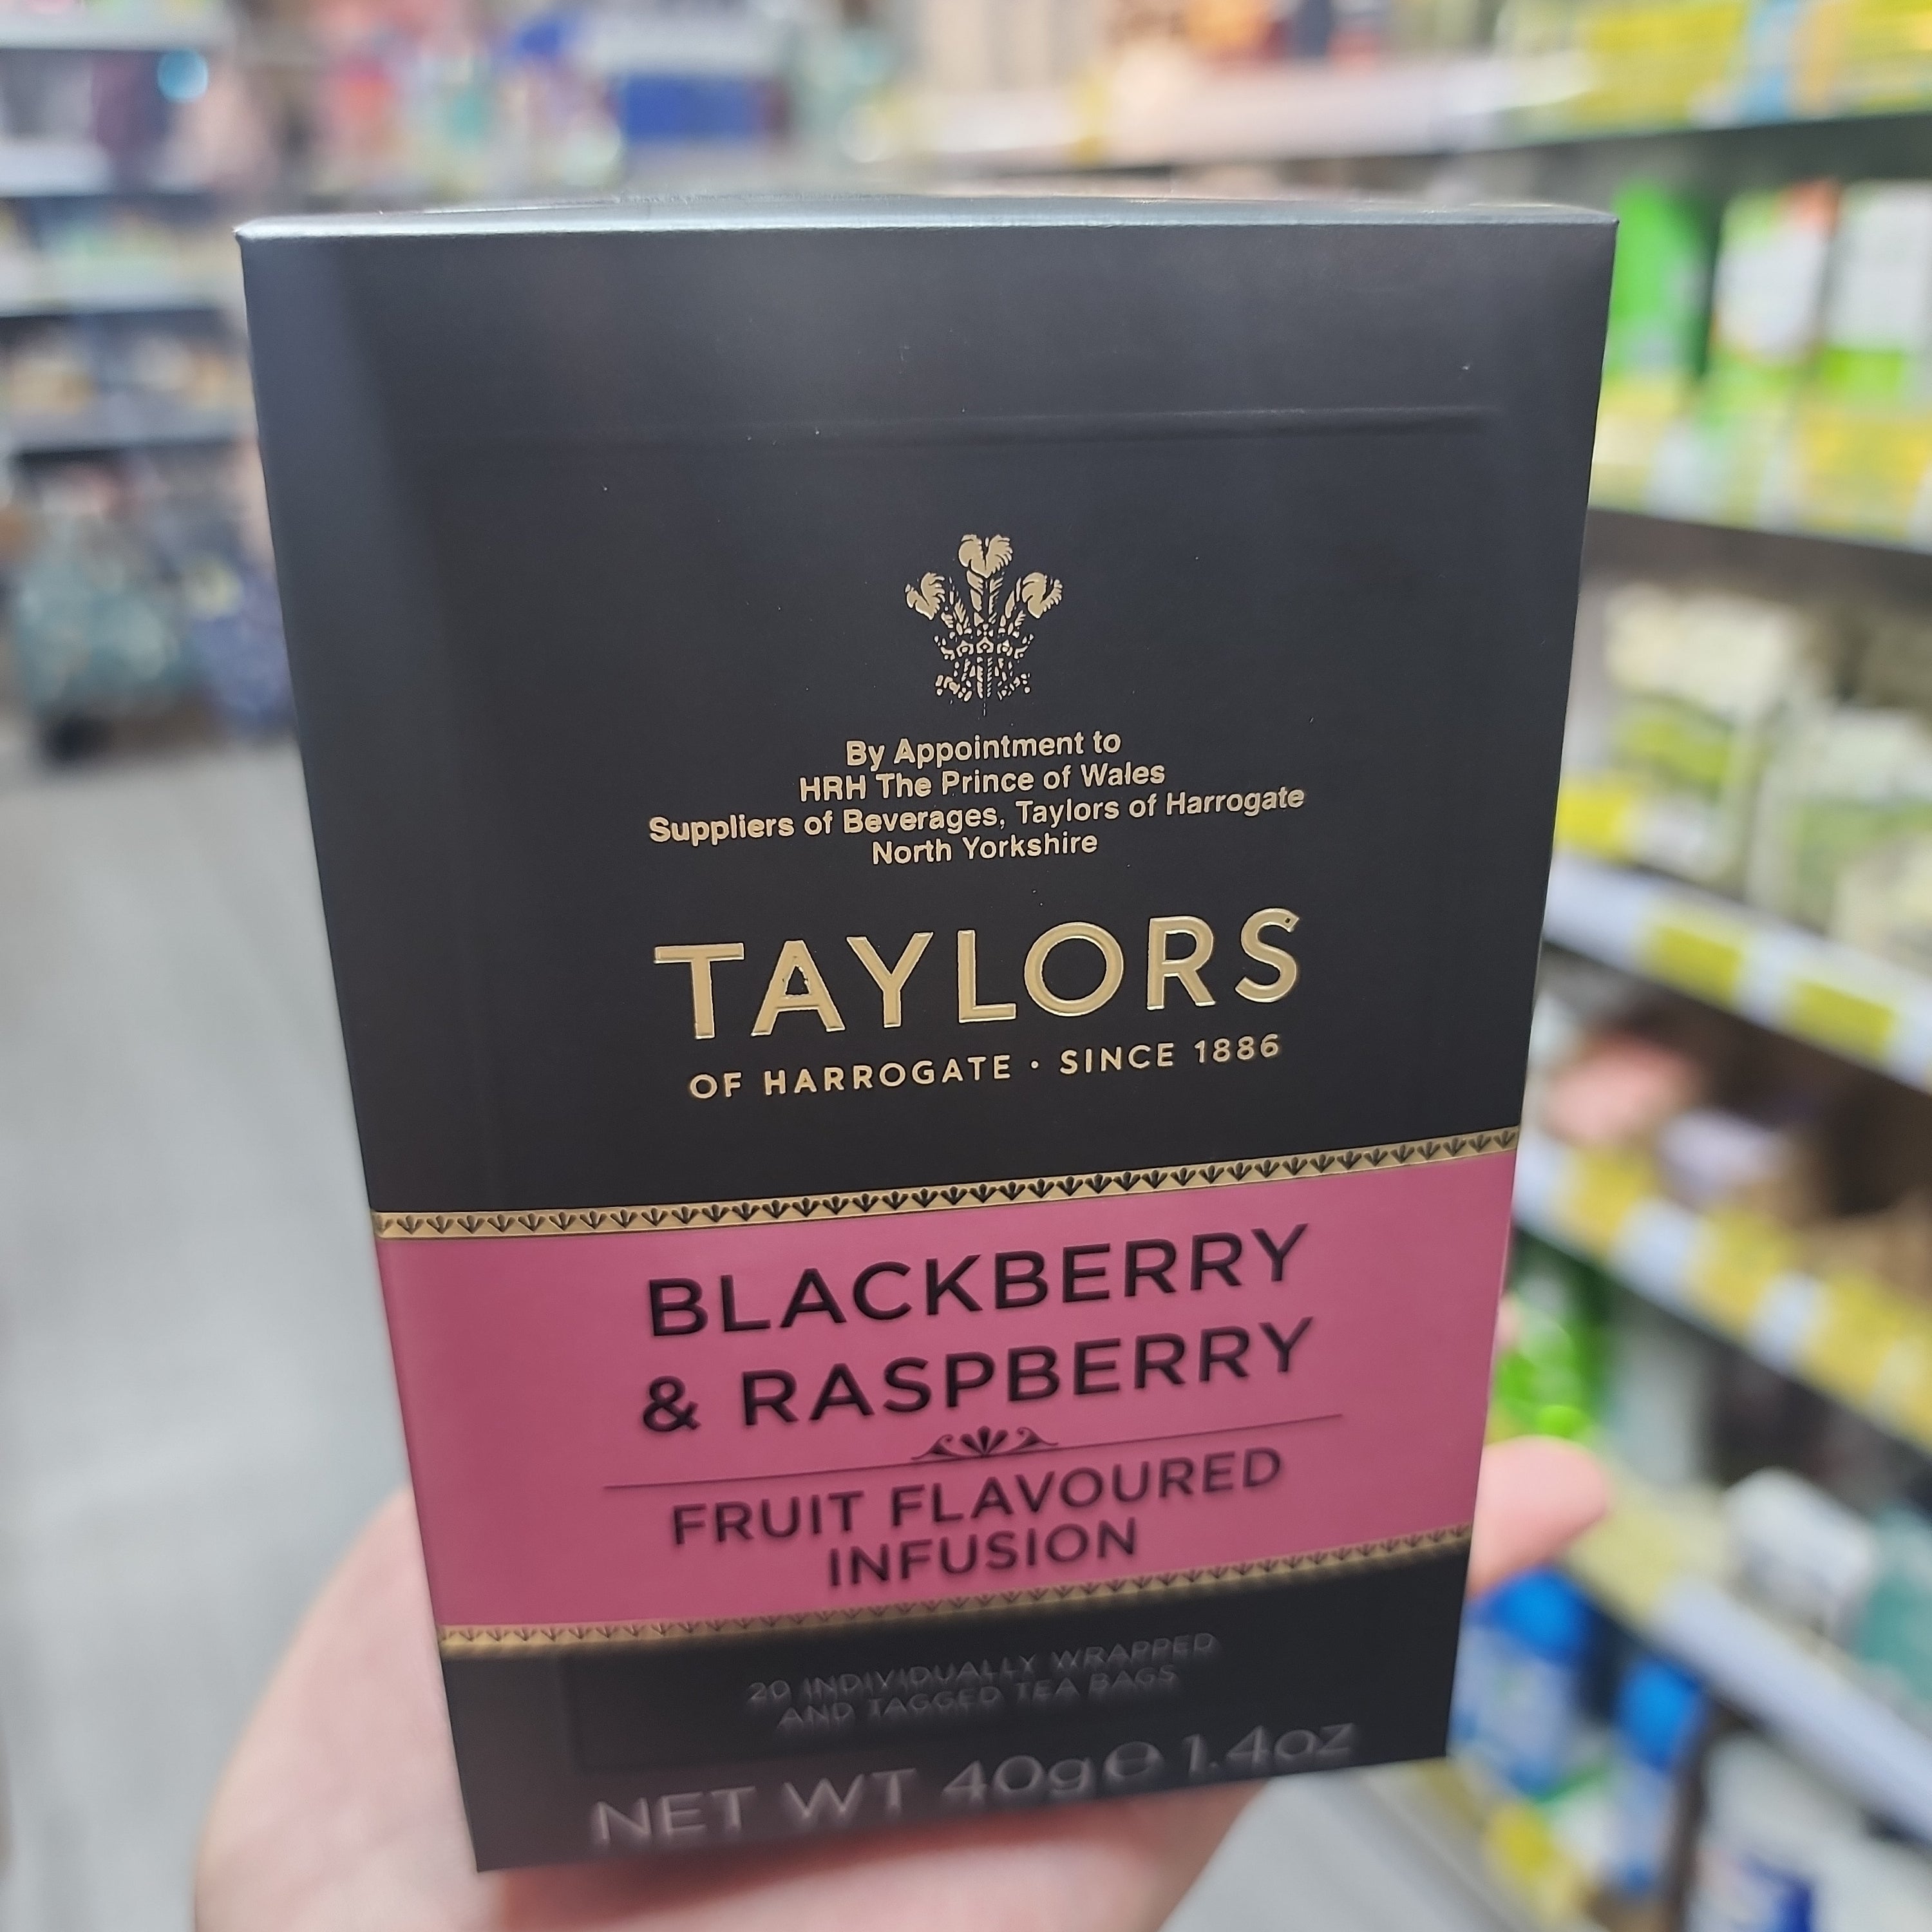 By Appointment to
HRH The Prince of Wales
Suppliers of Beverages, Taylors of Harrogate
North Yorkshire
TAYLORS
OF HARROGATE · SINCE 1886
BLACKBERRY
& RASPBERRY
FRUIT FLAVOURED
INFUSION
20 INDIVIDUALLY WRAPPED
AND TAGGED TEA BAGS
NET WT 40g℮ 1.4oz